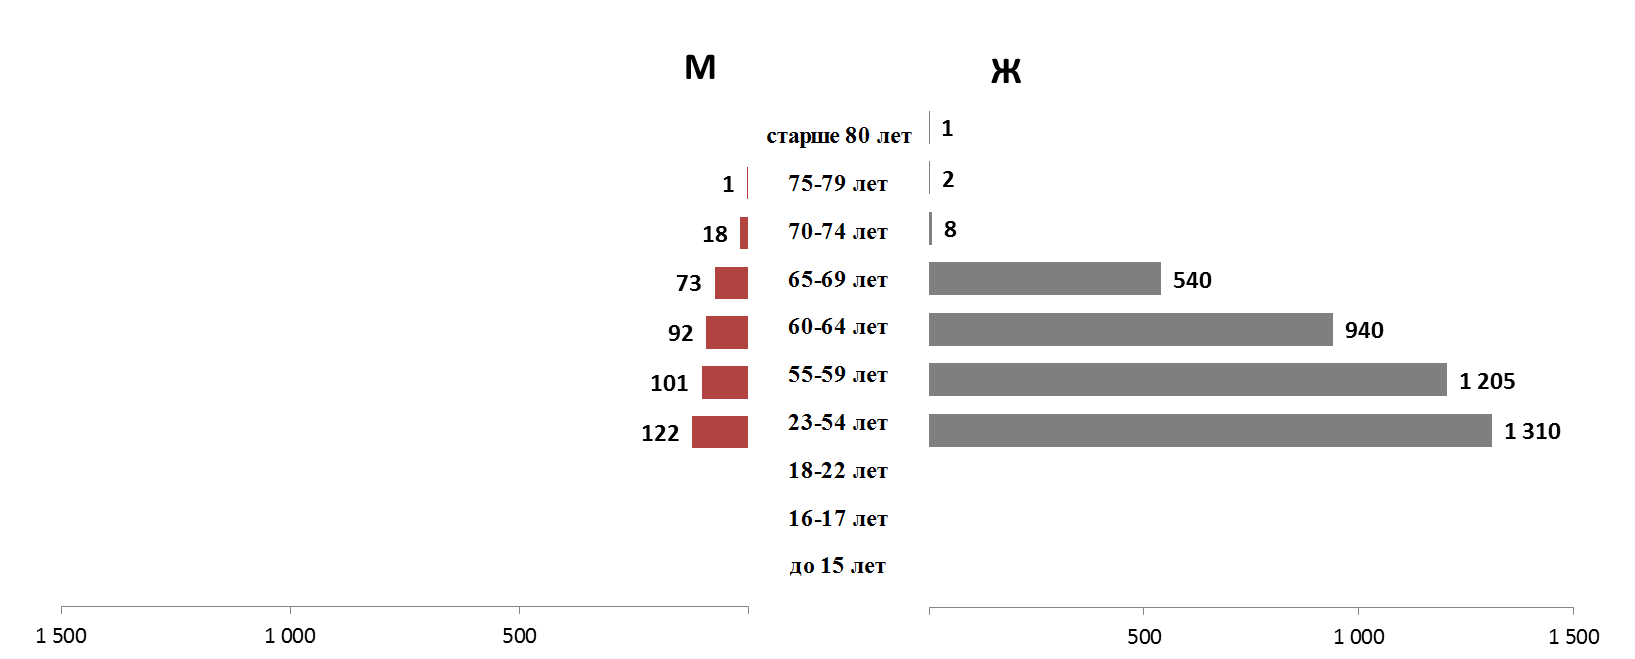 М Ж
старше 80 лет 1
1 75-79 лет 2
18 70-74 лет 8
73 65-69 лет 540
92 60-64 лет 940
101 55-59 лет 1 205
122 23-54 лет 1 310
18-22 лет
16-17 лет
до 15 лет
1 500 1 000 500 500 1 000 1 500